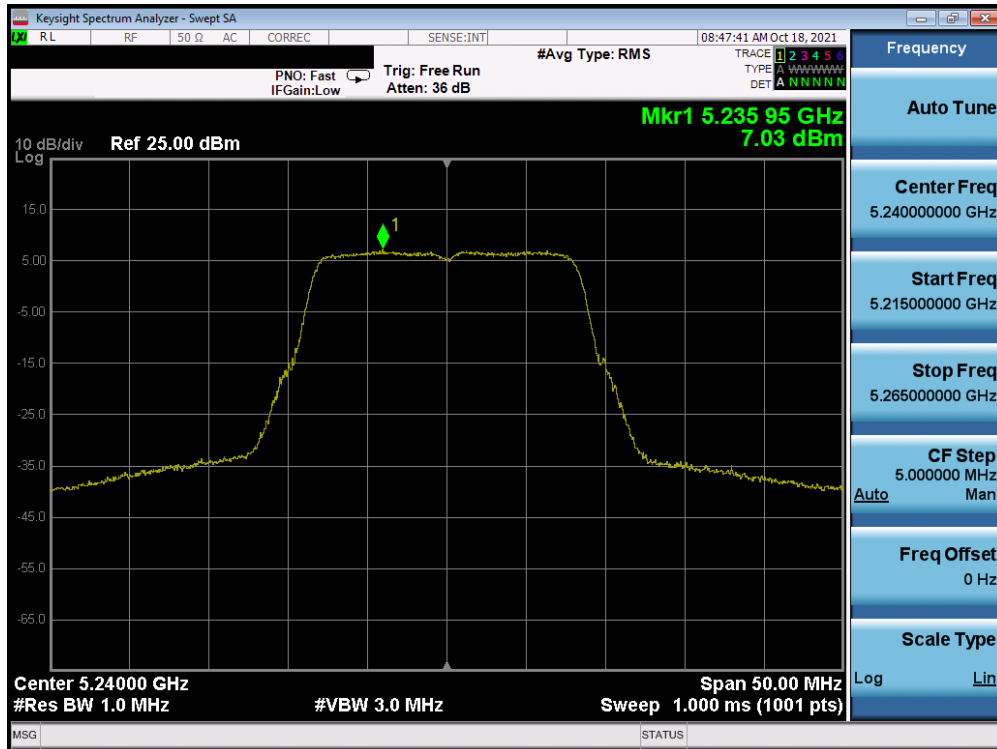 Keysight Spectrum Analyzer - Swept SA
LXI RL RF 50 Ω AC CORREC SENSE:INT 08:47:41 AM Oct 18, 2021
PNO: Fast
IFGain:Low
Trig: Free Run
Atten: 36 dB
#Avg Type: RMS
TRACE 1 2 3 4 5 6
TYPE A WWWWW
DET A N N N N N
Mkr1 5.235 95 GHz
7.03 dBm
10 dB/div Ref 25.00 dBm
Log
1
15.0
5.00
-5.00
-15.0
-25.0
-35.0
-45.0
-55.0
-65.0
Center 5.24000 GHz Span 50.00 MHz
#Res BW 1.0 MHz #VBW 3.0 MHz Sweep 1.000 ms (1001 pts)
MSG STATUS
Frequency
Auto Tune
Center Freq
5.240000000 GHz
Start Freq
5.215000000 GHz
Stop Freq
5.265000000 GHz
CF Step
5.000000 MHz
Auto Man
Freq Offset
0 Hz
Scale Type
Log Lin